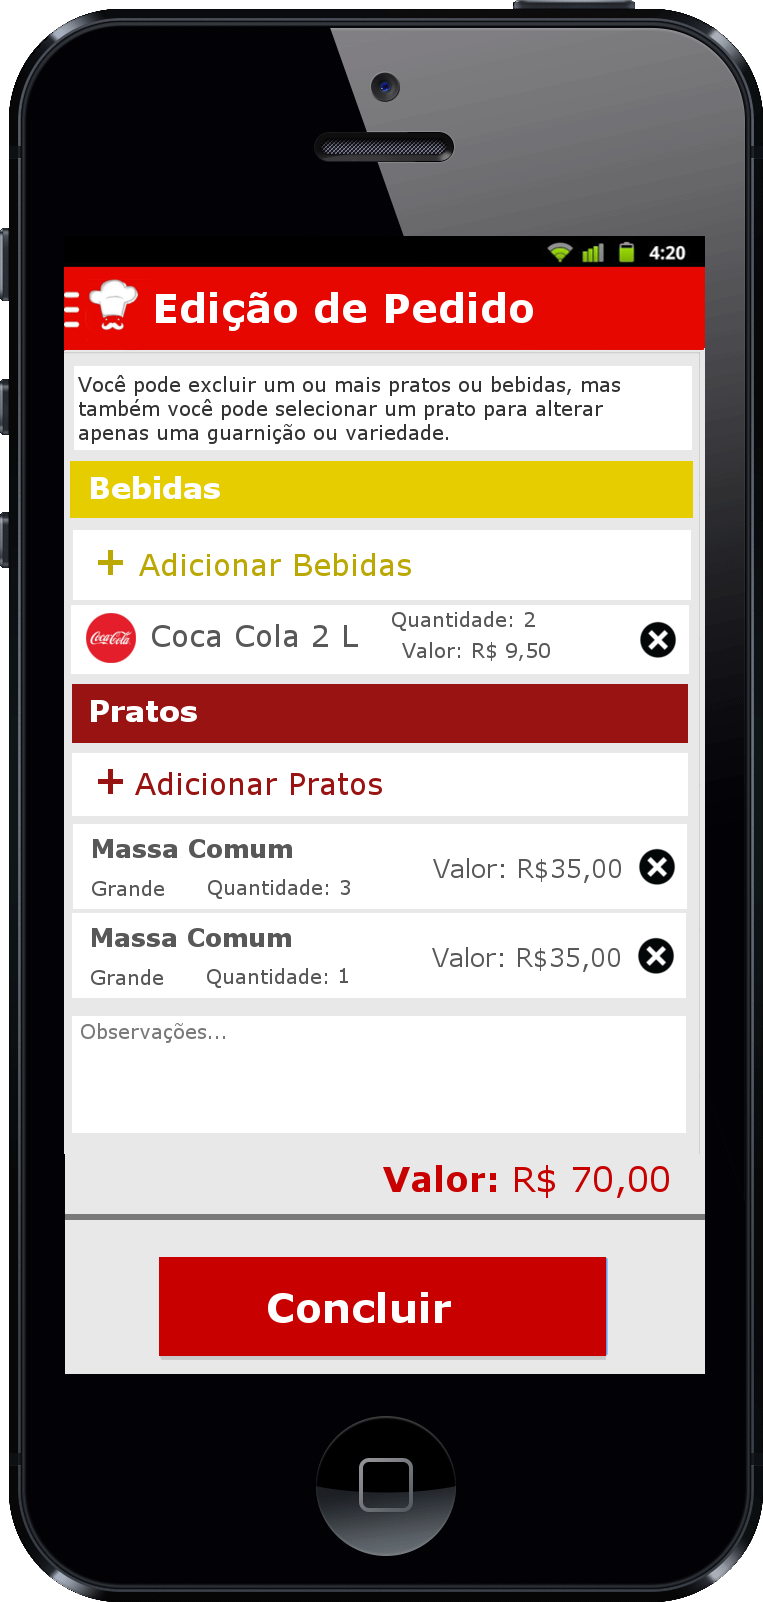 4:20
Edição de Pedido
Você pode excluir um ou mais pratos ou bebidas, mas
também você pode selecionar um prato para alterar
apenas uma guarnição ou variedade.
Bebidas
+ Adicionar Bebidas
Coca-Cola
Coca Cola 2 L
Quantidade: 2
Valor: R$ 9,50
Pratos
+ Adicionar Pratos
Massa Comum
Grande Quantidade: 3
Valor: R$35,00
Massa Comum
Grande Quantidade: 1
Valor: R$35,00
Observações...
Valor: R$ 70,00
Concluir